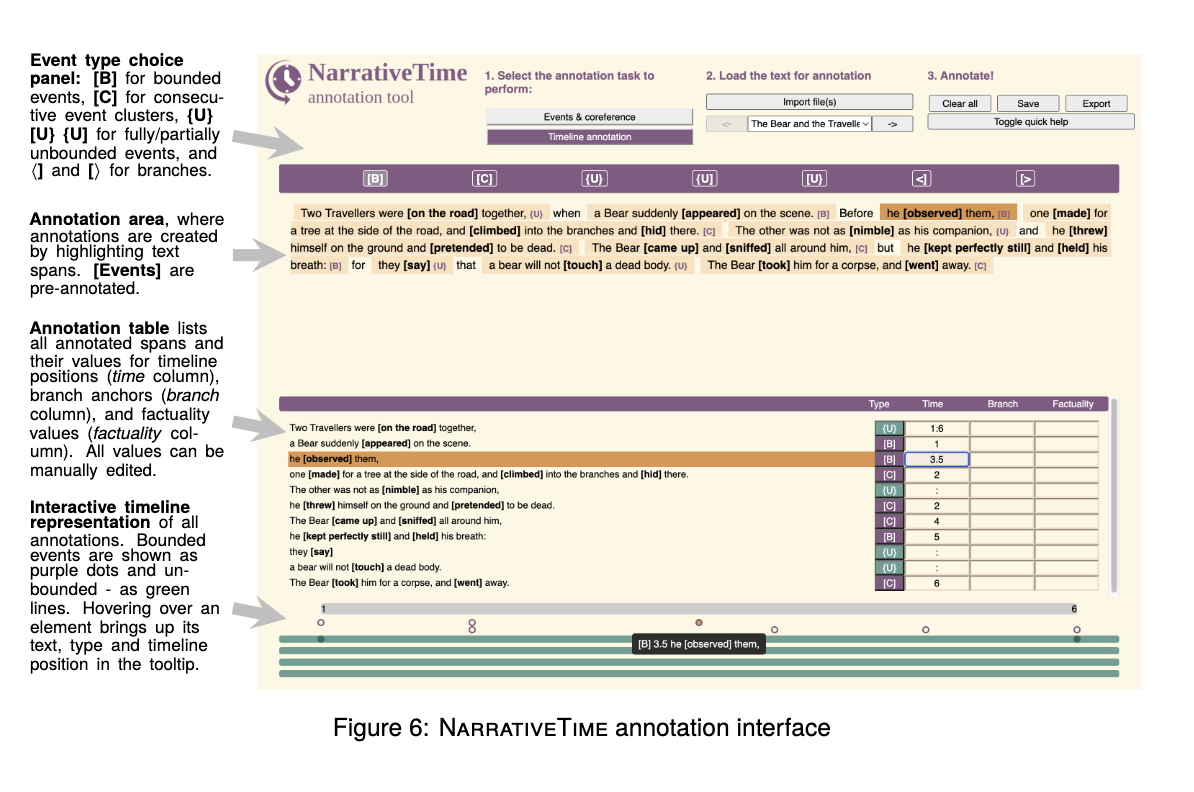 Event type choice
panel: [B] for bounded
events, [C] for consecu-
tive event clusters, {U}
[U} {U] for fully/partially
unbounded events, and
⟨] and [⟩ for branches.
Annotation area, where
annotations are created
by highlighting text
spans. [Events] are
pre-annotated.
Annotation table lists
all annotated spans and
their values for timeline
positions (time column),
branch anchors (branch
column), and factuality
values (factuality col-
umn). All values can be
manually edited.
Interactive timeline
representation of all
annotations. Bounded
events are shown as
purple dots and un-
bounded - as green
lines. Hovering over an
element brings up its
text, type and timeline
position in the tooltip.
NarrativeTime
annotation tool
1. Select the annotation task to
perform:
Events & coreference
Timeline annotation
2. Load the text for annotation
Import file(s)
<- The Bear and the Travelle ->
3. Annotate!
Clear all Save Export
Toggle quick help
[B] [C] {U} {U] [U} <] [>
Two Travellers were [on the road] together, {U} when a Bear suddenly [appeared] on the scene. [B] Before he [observed] them, [B] one [made] for
a tree at the side of the road, and [climbed] into the branches and [hid] there. [C] The other was not as [nimble] as his companion, {U} and he [threw]
himself on the ground and [pretended] to be dead. [C] The Bear [came up] and [sniffed] all around him, [C] but he [kept perfectly still] and [held] his
breath: [B] for they [say] {U} that a bear will not [touch] a dead body. {U} The Bear [took] him for a corpse, and [went] away. [C]
Type Time Branch Factuality
Two Travellers were [on the road] together, {U} 1:6
a Bear suddenly [appeared] on the scene. [B] 1
he [observed] them, [B] 3.5
one [made] for a tree at the side of the road, and [climbed] into the branches and [hid] there. [C] 2
The other was not as [nimble] as his companion, {U} :
he [threw] himself on the ground and [pretended] to be dead. [C] 2
The Bear [came up] and [sniffed] all around him, [C] 4
he [kept perfectly still] and [held] his breath: [B] 5
they [say] {U} :
a bear will not [touch] a dead body. {U} :
The Bear [took] him for a corpse, and [went] away. [C] 6
1 6
[B] 3.5 he [observed] them,
Figure 6: NARRATIVETIME annotation interface